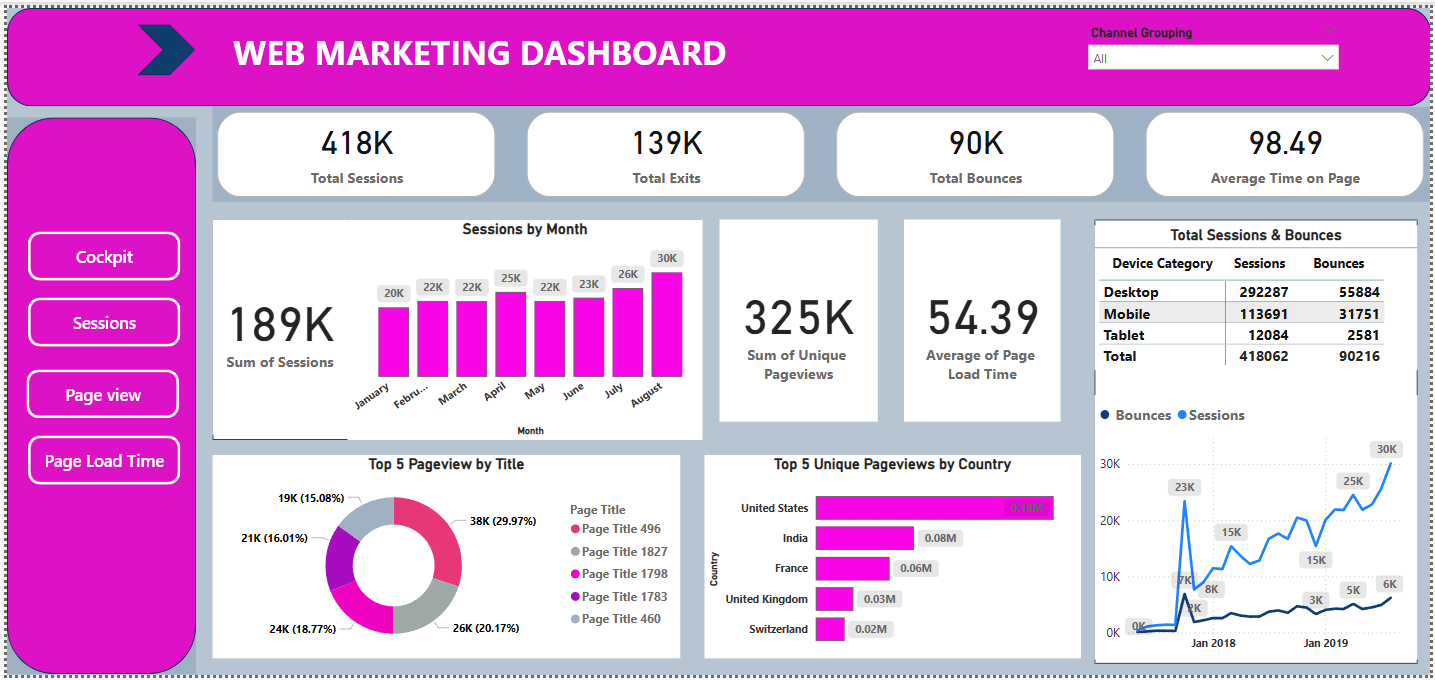 WEB MARKETING DASHBOARD
Channel Grouping
All
418K
Total Sessions
139K
Total Exits
90K
Total Bounces
98.49
Average Time on Page
Cockpit
Sessions
Page view
Page Load Time
189K
Sum of Sessions
Sessions by Month
20K
22K
22K
25K
22K
23K
26K
30K
January
Febru...
March
April
May
June
July
August
Month
325K
Sum of Unique
Pageviews
54.39
Average of Page
Load Time
Total Sessions & Bounces
Device Category Sessions Bounces
Desktop 292287 55884
Mobile 113691 31751
Tablet 12084 2581
Total 418062 90216
Bounces Sessions
30K
20K
10K
0K
0K
23K
7K
2K
8K
15K
15K
3K
25K
5K
30K
6K
Jan 2018
Jan 2019
Top 5 Pageview by Title
19K (15.08%)
38K (29.97%)
21K (16.01%)
24K (18.77%)
26K (20.17%)
Page Title
Page Title 496
Page Title 1827
Page Title 1798
Page Title 1783
Page Title 460
Top 5 Unique Pageviews by Country
Country
United States
India 0.08M
France 0.06M
United Kingdom 0.03M
Switzerland 0.02M